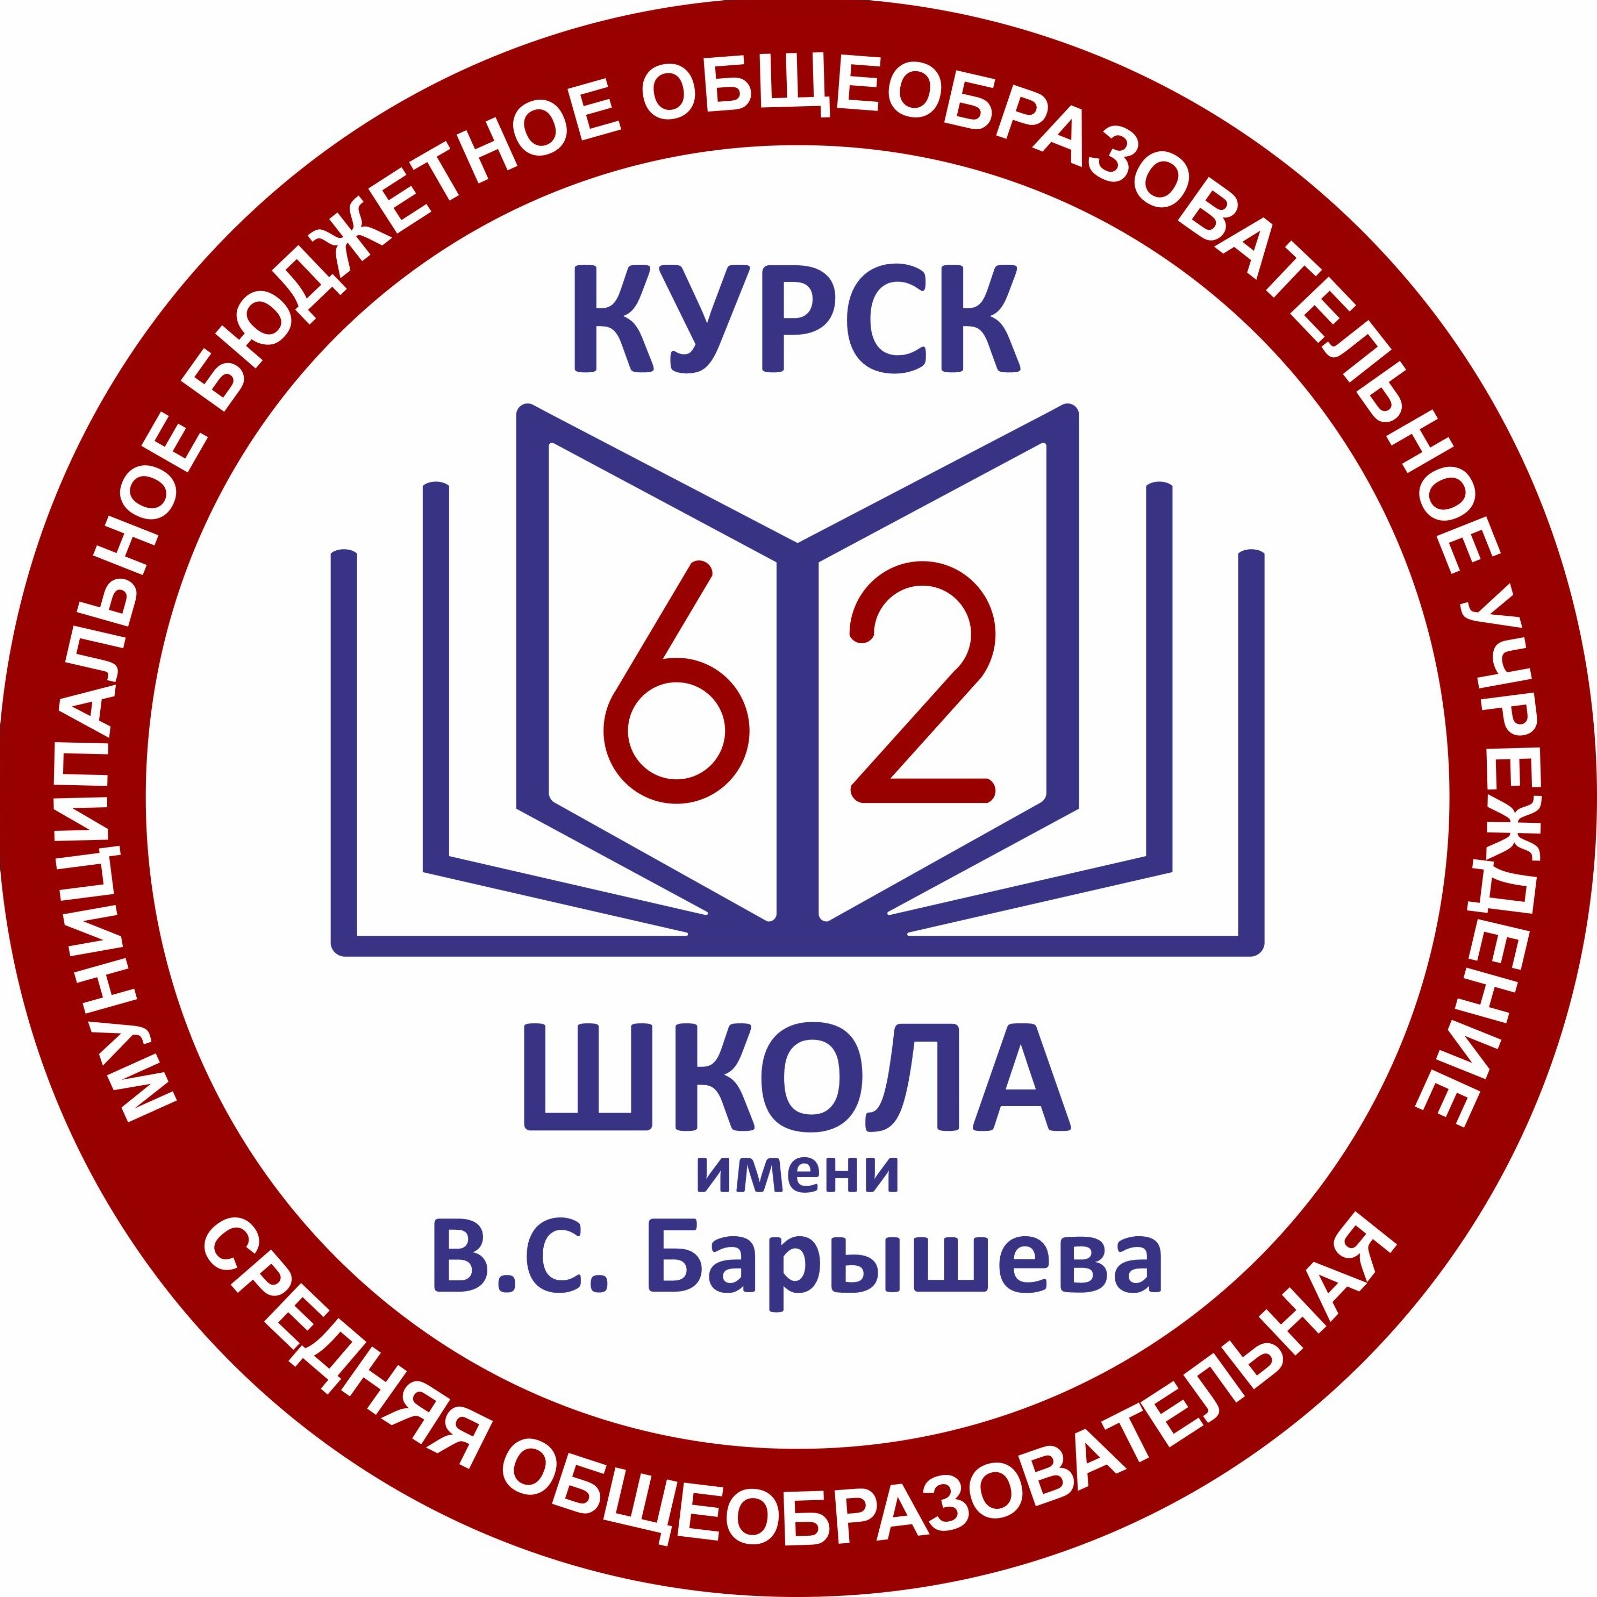 МУНИЦИПАЛЬНОЕ БЮДЖЕТНОЕ ОБЩЕОБРАЗОВАТЕЛЬНОЕ УЧРЕЖДЕНИЕ
КУРСК
62
ШКОЛА
имени
В.С. Барышева
СРЕДНЯЯ ОБЩЕОБРАЗОВАТЕЛЬНАЯ